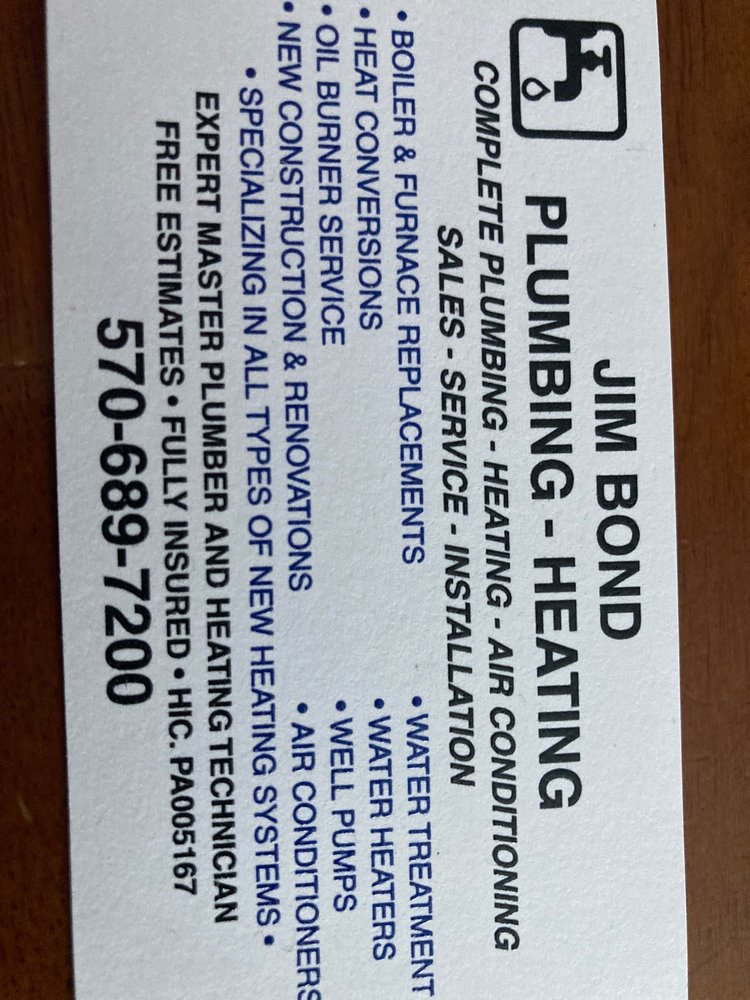 JIM BOND
PLUMBING - HEATING
COMPLETE PLUMBING - HEATING - AIR CONDITIONING
SALES - SERVICE - INSTALLATION
• BOILER & FURNACE REPLACEMENTS
• HEAT CONVERSIONS
• OIL BURNER SERVICE
• NEW CONSTRUCTION & RENOVATIONS
• WATER TREATMENT
• WATER HEATERS
• WELL PUMPS
• AIR CONDITIONERS
• SPECIALIZING IN ALL TYPES OF NEW HEATING SYSTEMS •
EXPERT MASTER PLUMBER AND HEATING TECHNICIAN
FREE ESTIMATES • FULLY INSURED • HIC. PA005167
570-689-7200